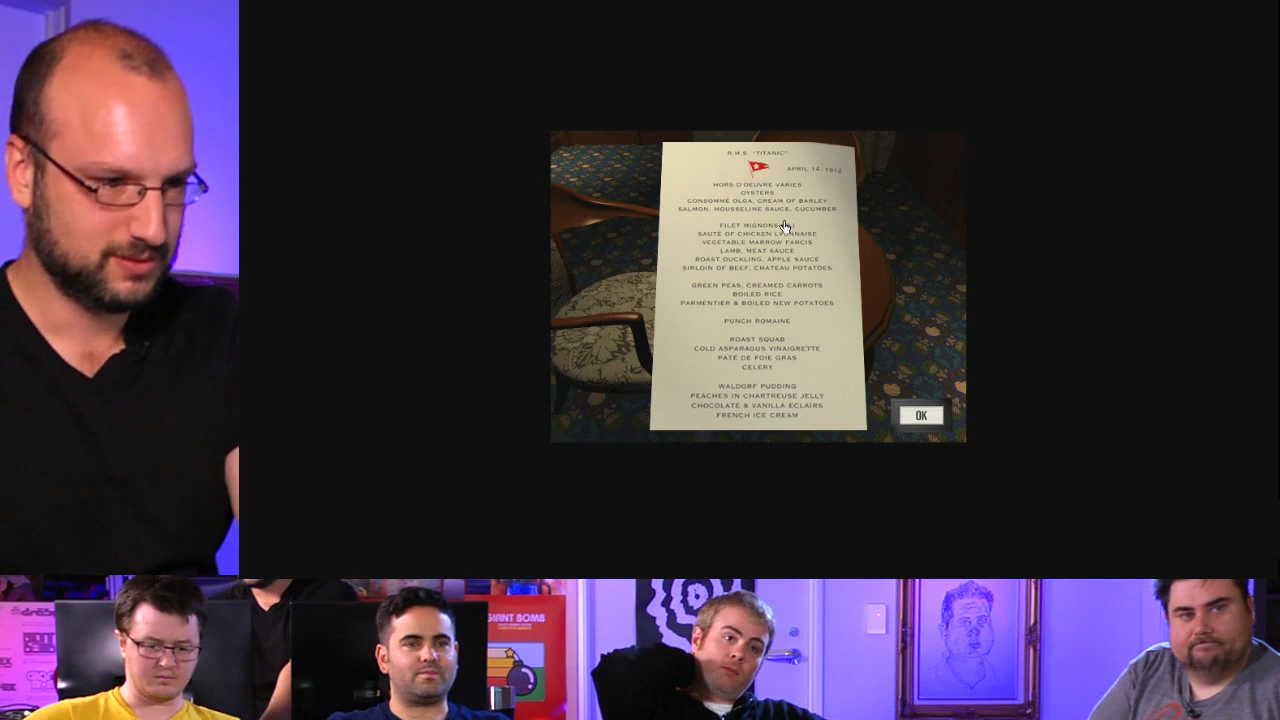 R.M.S. "TITANIC"
APRIL 14, 1912
HORS D'OEUVRE VARIES
OYSTERS
CONSOMMÉ OLGA, CREAM OF BARLEY
SALMON, MOUSSELINE SAUCE, CUCUMBER
FILET MIGNONS
SAUTÉ OF CHICKEN LYONNAISE
VEGETABLE MARROW FARCIS
LAMB, MEAT SAUCE
ROAST DUCKLING, APPLE SAUCE
SIRLOIN OF BEEF, CHATEAU POTATOES
GREEN PEAS, CREAMED CARROTS
BOILED RICE
PARMENTIER & BOILED NEW POTATOES
PUNCH ROMAINE
ROAST SQUAB
COLD ASPARAGUS VINAIGRETTE
PATÉ DE FOIE GRAS
CELERY
WALDORF PUDDING
PEACHES IN CHARTREUSE JELLY
CHOCOLATE & VANILLA ECLAIRS
FRENCH ICE CREAM
OK
GIANT BOMB